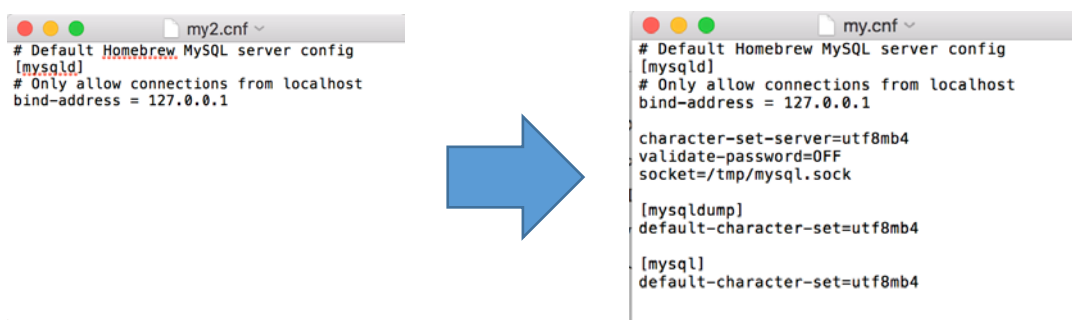 my2.cnf
# Default Homebrew MySQL server config
[mysqld]
# Only allow connections from localhost
bind-address = 127.0.0.1
my.cnf
# Default Homebrew MySQL server config
[mysqld]
# Only allow connections from localhost
bind-address = 127.0.0.1
character-set-server=utf8mb4
validate-password=OFF
socket=/tmp/mysql.sock
[mysqldump]
default-character-set=utf8mb4
[mysql]
default-character-set=utf8mb4